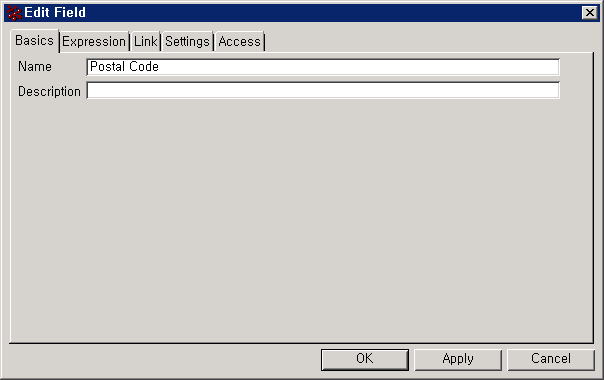 Edit Field
Basics Expression Link Settings Access
Name Postal Code
Description
OK Apply Cancel